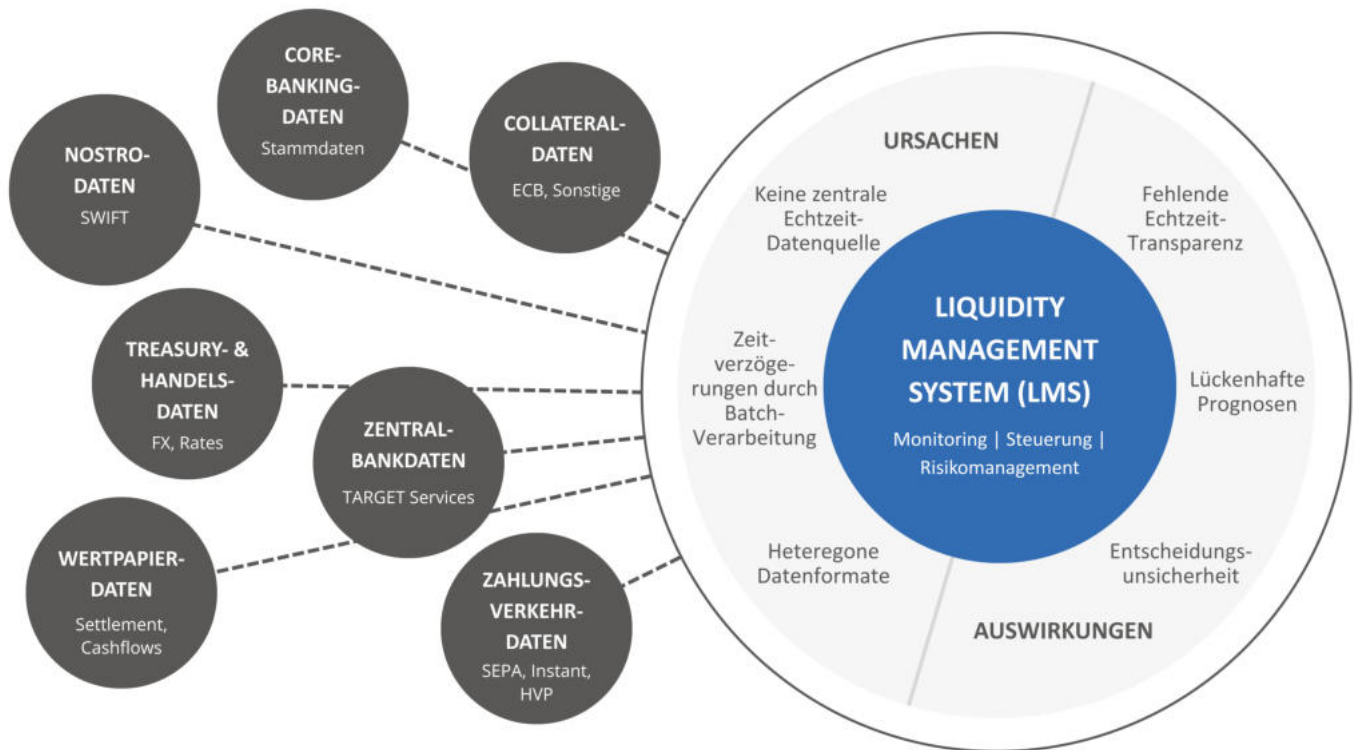 CORE-
BANKING-
DATEN
Stammdaten
COLLATERAL-
DATEN
ECB, Sonstige
NOSTRO-
DATEN
SWIFT
TREASURY- &
HANDELS-
DATEN
FX, Rates
ZENTRAL-
BANKDATEN
TARGET Services
WERTPAPIER-
DATEN
Settlement,
Cashflows
ZAHLUNGS-
VERKEHR-
DATEN
SEPA, Instant,
HVP
URSACHEN
Keine zentrale
Echtzeit-
Datenquelle
Zeit-
verzöge-
rungen durch
Batch-
Verarbeitung
Heteregone
Datenformate
LIQUIDITY
MANAGEMENT
SYSTEM (LMS)
Monitoring | Steuerung |
Risikomanagement
Fehlende
Echtzeit-
Transparenz
Lückenhafte
Prognosen
Entscheidungs-
unsicherheit
AUSWIRKUNGEN